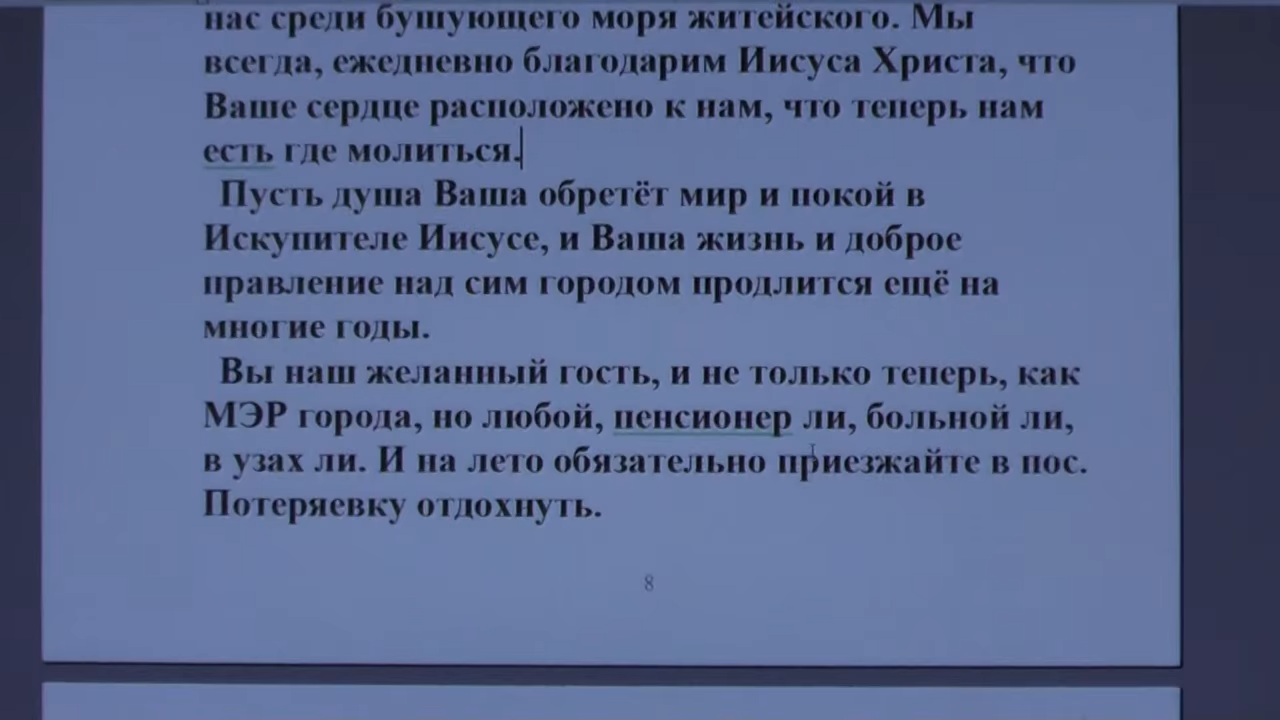 нас среди бушующего моря житейского. Мы
всегда, ежедневно благодарим Иисуса Христа, что
Ваше сердце расположено к нам, что теперь нам
есть где молиться.
Пусть душа Ваша обретёт мир и покой в
Искупителе Иисусе, и Ваша жизнь и доброе
правление над сим городом продлится ещё на
многие годы.
Вы наш желанный гость, и не только теперь, как
МЭР города, но любой, пенсионер ли, больной ли,
в узах ли. И на лето обязательно приезжайте в пос.
Потеряевку отдохнуть.
8